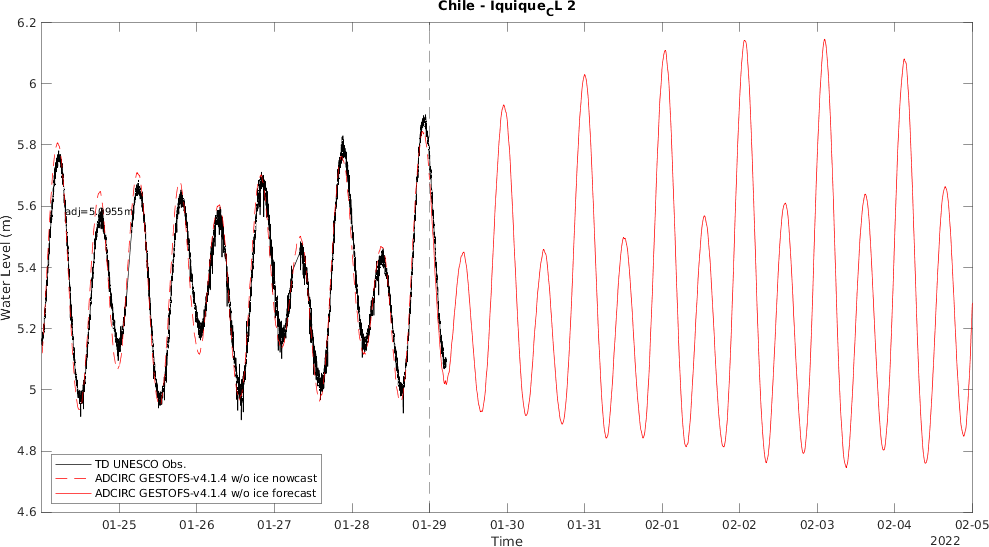 Chile - Iquique_CL 2
Water Level (m)
6.2
6
5.8
5.6
5.4
5.2
5
4.8
4.6
adj=5.0955m
TD UNESCO Obs.
ADCIRC GESTOFS-v4.1.4 w/o ice nowcast
ADCIRC GESTOFS-v4.1.4 w/o ice forecast
01-25 01-26 01-27 01-28 01-29 01-30 01-31 02-01 02-02 02-03 02-04 02-05
Time
2022